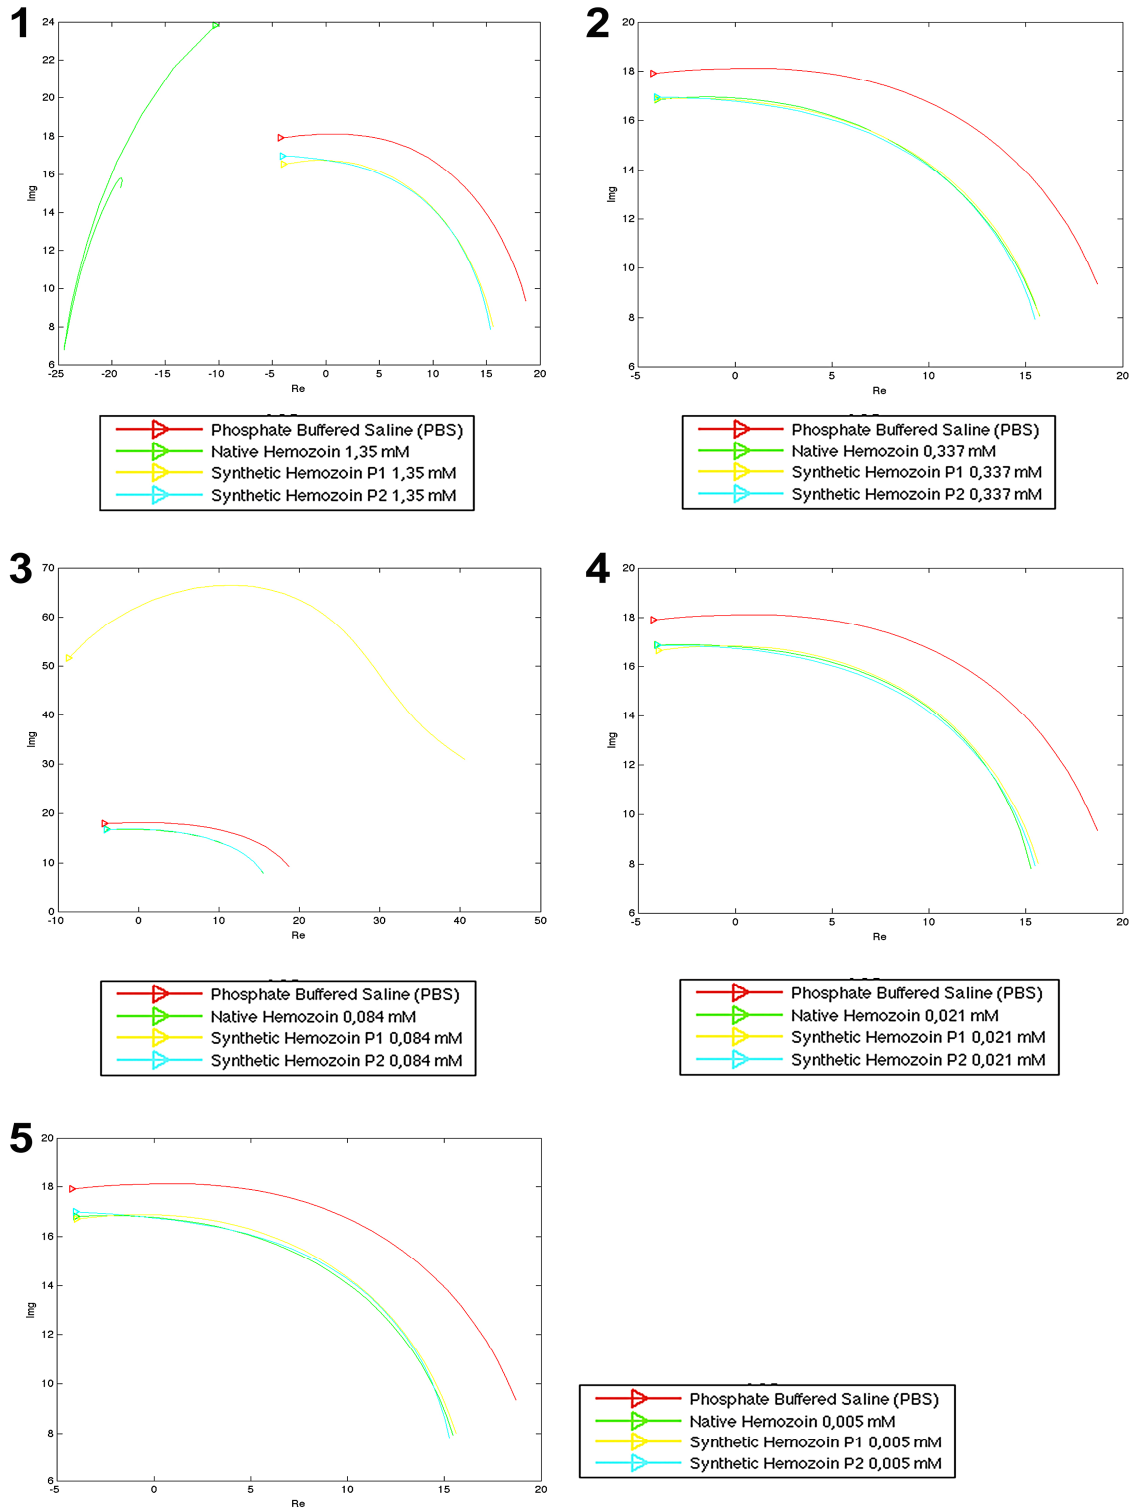 1
24
22
20
18
16
14
12
10
8
6
Img
-25
-20
-15
-10
-5
0
5
10
15
20
Re
Phosphate Buffered Saline (PBS)
Native Hemozoin 1,35 mM
Synthetic Hemozoin P1 1,35 mM
Synthetic Hemozoin P2 1,35 mM
2
20
18
16
14
12
10
8
6
Img
-5
0
5
10
15
20
Re
Phosphate Buffered Saline (PBS)
Native Hemozoin 0,337 mM
Synthetic Hemozoin P1 0,337 mM
Synthetic Hemozoin P2 0,337 mM
3
70
60
50
40
30
20
10
0
Img
-10
0
10
20
30
40
50
Re
Phosphate Buffered Saline (PBS)
Native Hemozoin 0,084 mM
Synthetic Hemozoin P1 0,084 mM
Synthetic Hemozoin P2 0,084 mM
4
20
18
16
14
12
10
8
6
Img
-5
0
5
10
15
20
Re
Phosphate Buffered Saline (PBS)
Native Hemozoin 0,021 mM
Synthetic Hemozoin P1 0,021 mM
Synthetic Hemozoin P2 0,021 mM
5
20
18
16
14
12
10
8
6
Img
-5
0
5
10
15
20
Re
Phosphate Buffered Saline (PBS)
Native Hemozoin 0,005 mM
Synthetic Hemozoin P1 0,005 mM
Synthetic Hemozoin P2 0,005 mM